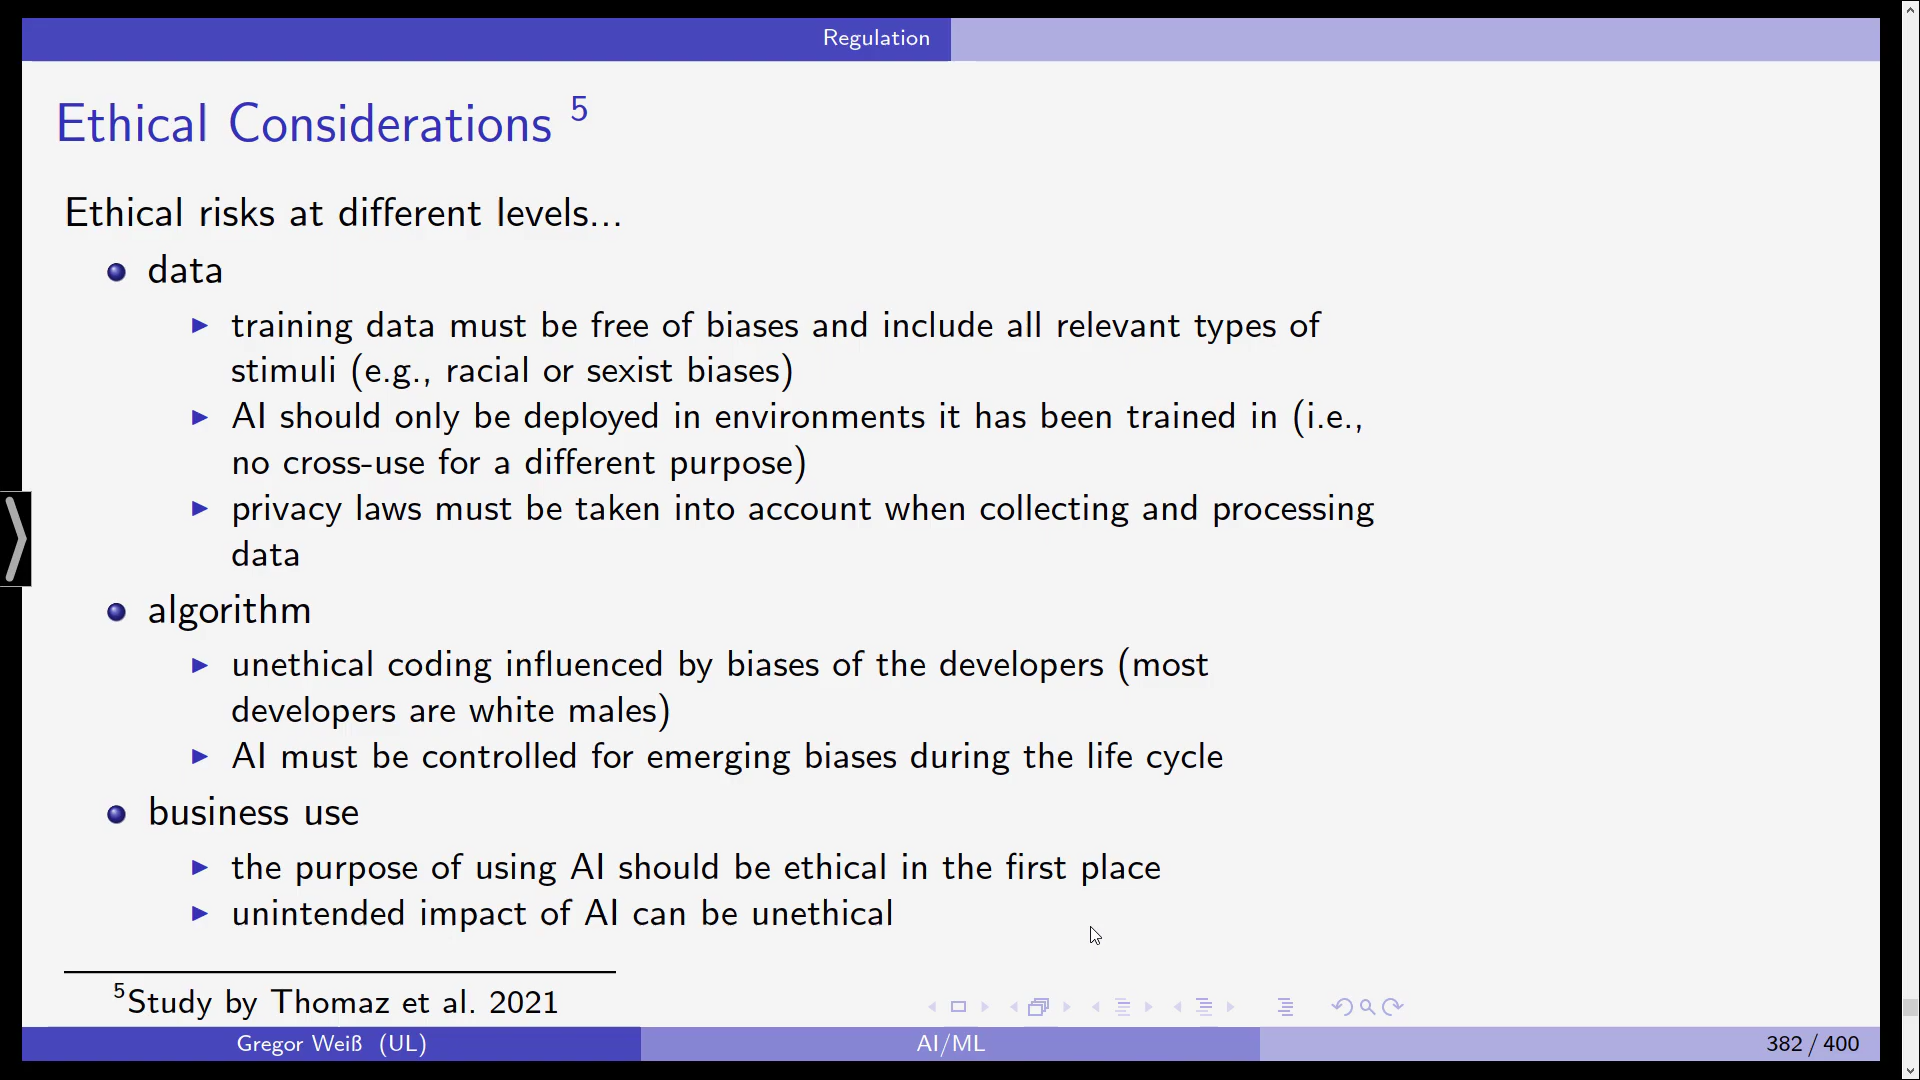 Regulation
Ethical Considerations 5
Ethical risks at different levels...
data
training data must be free of biases and include all relevant types of
stimuli (e.g., racial or sexist biases)
AI should only be deployed in environments it has been trained in (i.e.,
no cross-use for a different purpose)
privacy laws must be taken into account when collecting and processing
data
algorithm
unethical coding influenced by biases of the developers (most
developers are white males)
AI must be controlled for emerging biases during the life cycle
business use
the purpose of using AI should be ethical in the first place
unintended impact of AI can be unethical
5Study by Thomaz et al. 2021
Gregor Weiß (UL)
AI/ML
382 / 400